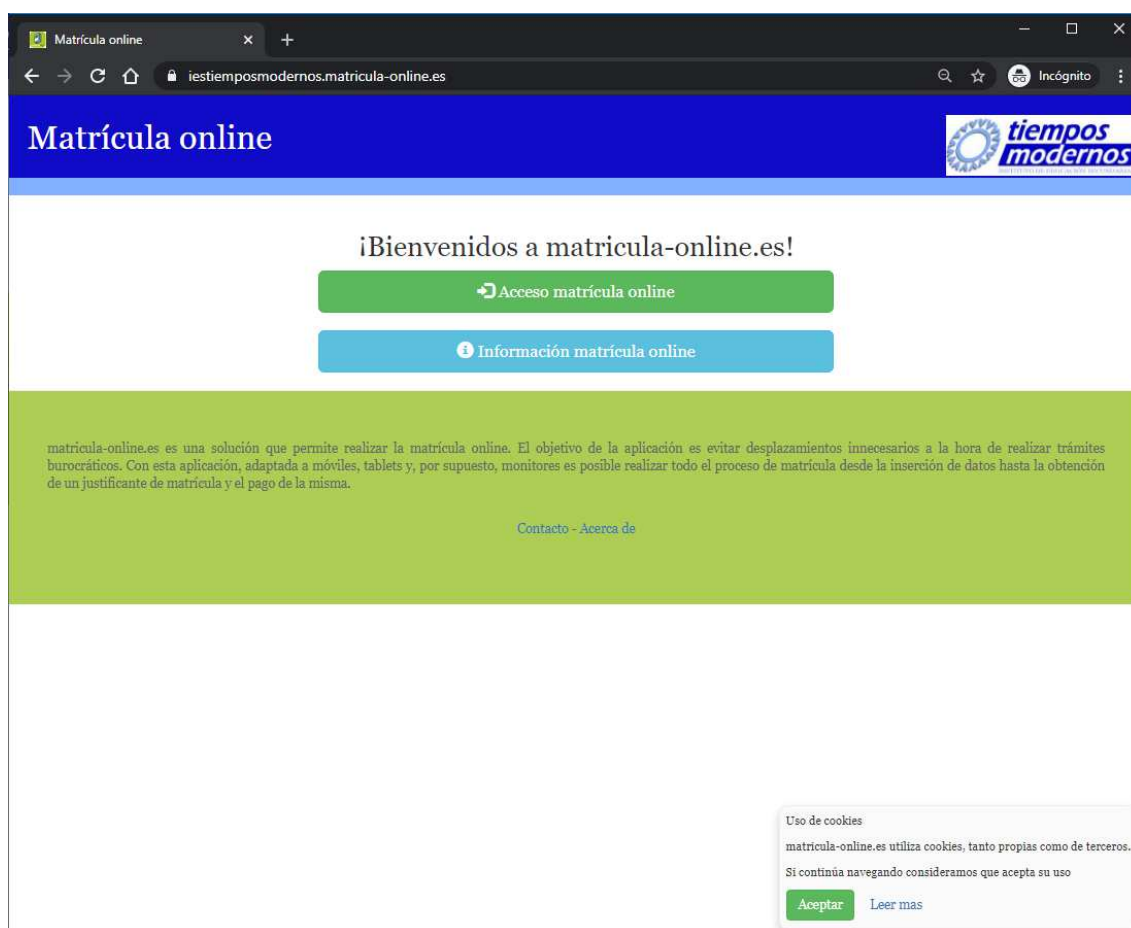 Matrícula online
iestiemposmodernos.matricula-online.es
Incógnito
Matrícula online
tiempos
modernos
¡Bienvenidos a matricula-online.es!
Acceso matrícula online
Información matrícula online
matricula-online.es es una solución que permite realizar la matrícula online. El objetivo de la aplicación es evitar desplazamientos innecesarios a la hora de realizar trámites
burocráticos. Con esta aplicación, adaptada a móviles, tablets y, por supuesto, monitores es posible realizar todo el proceso de matrícula desde la inserción de datos hasta la obtención
de un justificante de matrícula y el pago de la misma.
Contacto - Acerca de
Uso de cookies
matricula-online.es utiliza cookies, tanto propias como de terceros.
Si continúa navegando consideramos que acepta su uso
Aceptar Leer mas